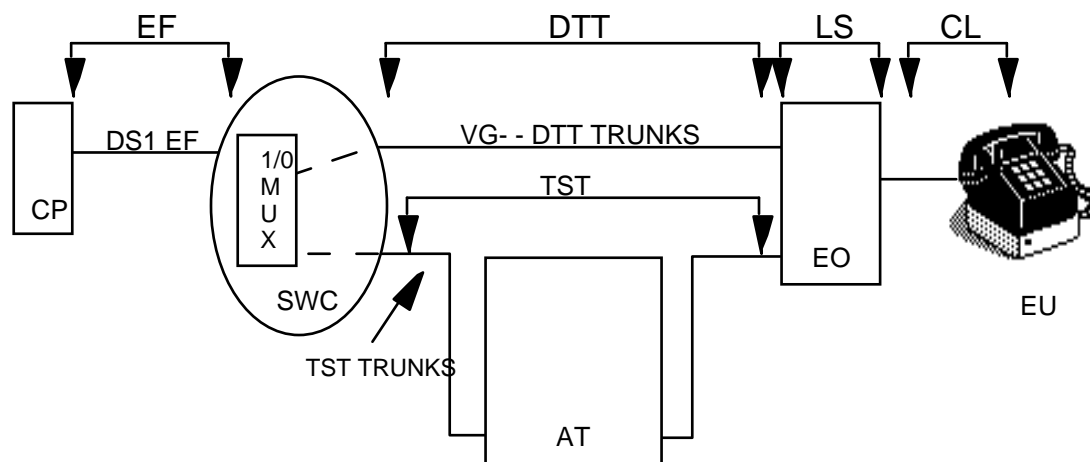 EF
DTT
LS
CL
DS1 EF
VG- - DTT TRUNKS
1/0
M
U
X
CP
TST
EO
SWC
EU
TST TRUNKS
AT